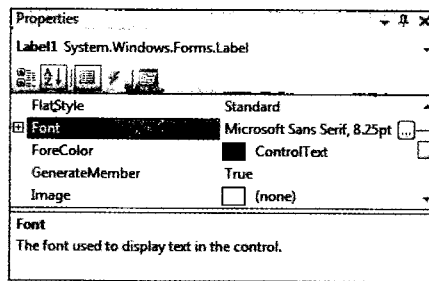 Properties
Label1 System.Windows.Forms.Label
FlatStyle Standard
Font Microsoft Sans Serif, 8.25pt ...
ForeColor ControlText
GenerateMember True
Image (none)
Font
The font used to display text in the control.